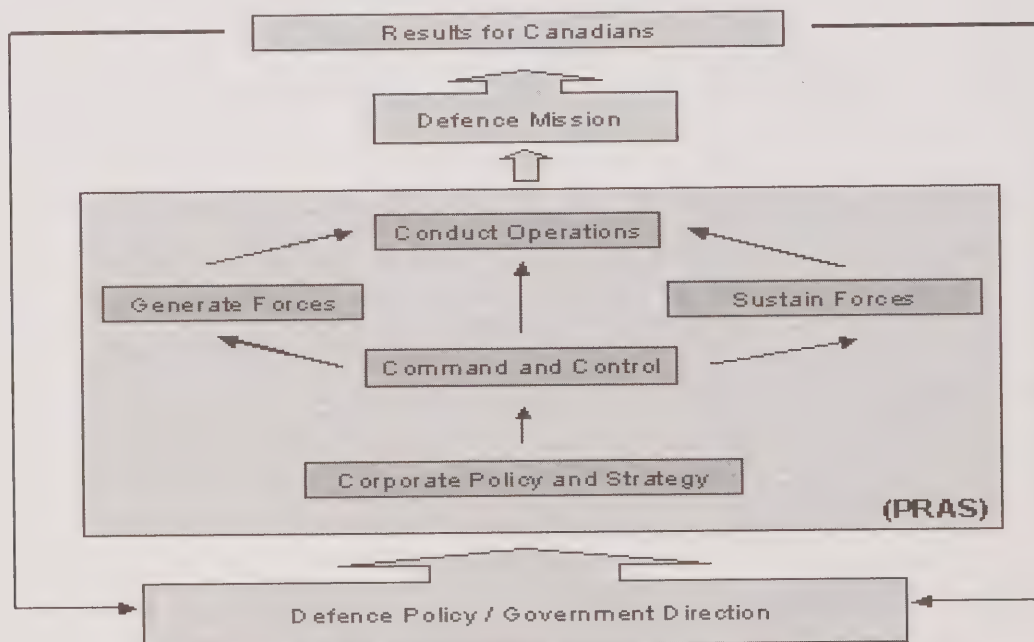 Results for Canadians
Defence Mission
Conduct Operations
Generate Forces
Sustain Forces
Command and Control
Corporate Policy and Strategy
(PRAS)
Defence Policy / Government Direction